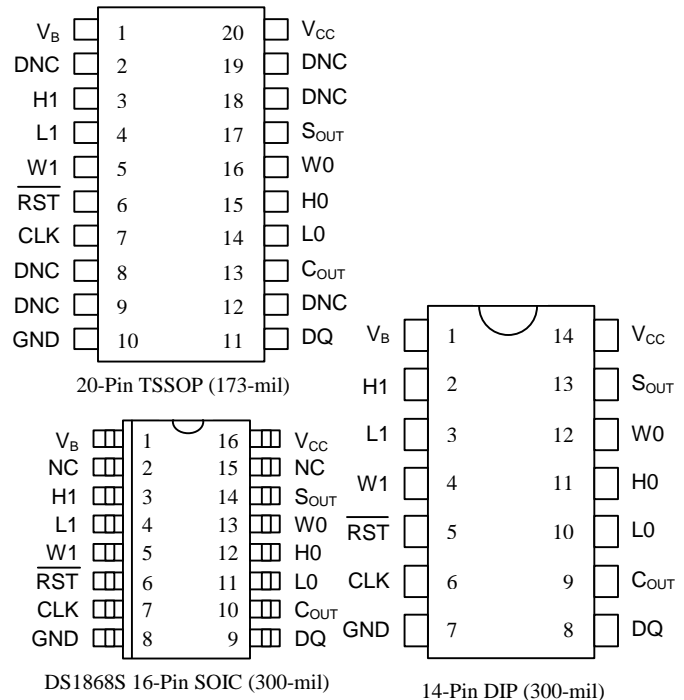 V_B 1 20 V_CC
DNC 2 19 DNC
H1 3 18 DNC
L1 4 17 S_OUT
W1 5 16 W0
R̅S̅T̅ 6 15 H0
CLK 7 14 L0
DNC 8 13 C_OUT
DNC 9 12 DNC
GND 10 11 DQ
20-Pin TSSOP (173-mil)
V_B 1 16 V_CC
NC 2 15 NC
H1 3 14 S_OUT
L1 4 13 W0
W1 5 12 H0
R̅S̅T̅ 6 11 L0
CLK 7 10 C_OUT
GND 8 9 DQ
DS1868S 16-Pin SOIC (300-mil)
V_B 1 14 V_CC
H1 2 13 S_OUT
L1 3 12 W0
W1 4 11 H0
R̅S̅T̅ 5 10 L0
CLK 6 9 C_OUT
GND 7 8 DQ
14-Pin DIP (300-mil)